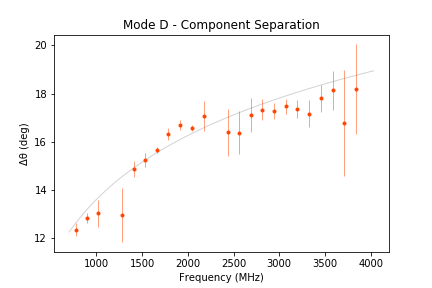 Mode D - Component Separation
20
18
16
14
12
Δθ (deg)
1000 1500 2000 2500 3000 3500 4000
Frequency (MHz)